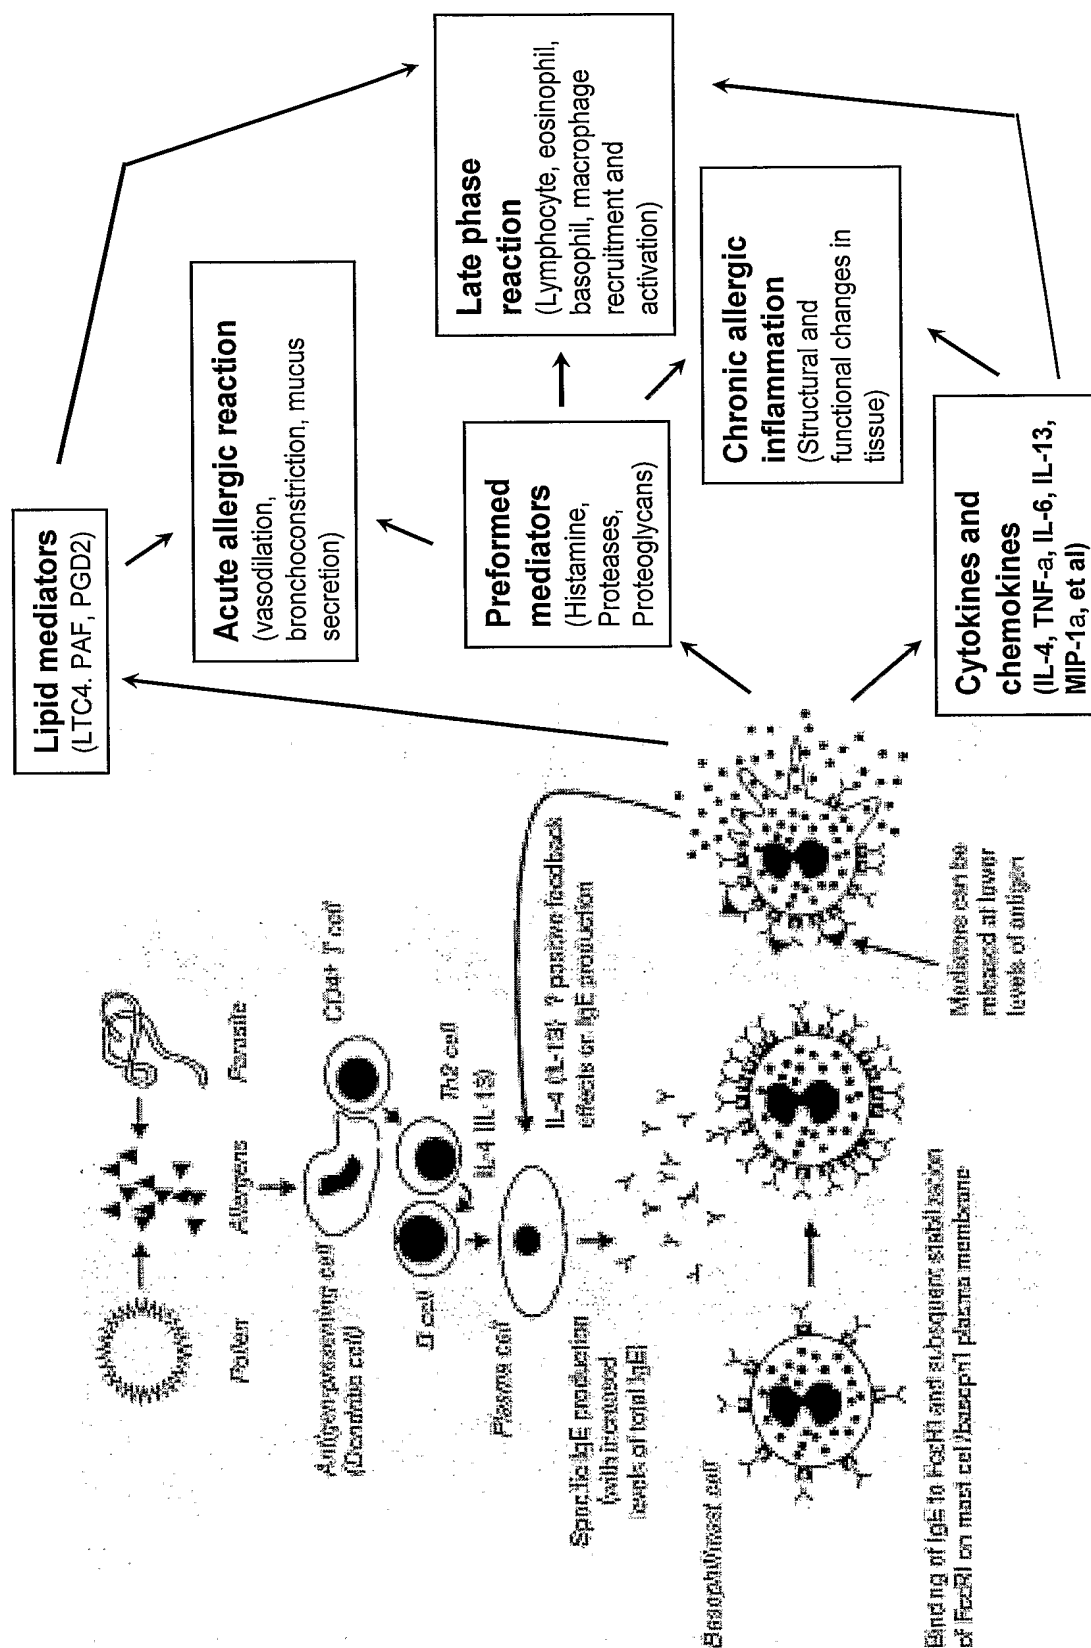 Pollen
Allergens
Parasite
Antigen-presenting cell
(Dendritic cell)
CD4+ T cell
B cell
Th2 cell
IL-4 (IL-13)
Plasma cell
IL-4 (IL-13) ? positive feedback
effects on IgE production
Specific IgE production
(with increased
levels of total IgE)
Basophil/mast cell
Binding of IgE to FcεRI and subsequent stabilization
of FcεRI on mast cell/basophil plasma membrane
Mediators can be
released at lower
levels of antigen
Lipid mediators
(LTC4. PAF, PGD2)
Acute allergic reaction
(vasodilation,
bronchoconstriction, mucus
secretion)
Preformed
mediators
(Histamine,
Proteases,
Proteoglycans)
Cytokines and
chemokines
(IL-4, TNF-a, IL-6, IL-13,
MIP-1a, et al)
Late phase
reaction
(Lymphocyte, eosinophil,
basophil, macrophage
recruitment and
activation)
Chronic allergic
inflammation
(Structural and
functional changes in
tissue)